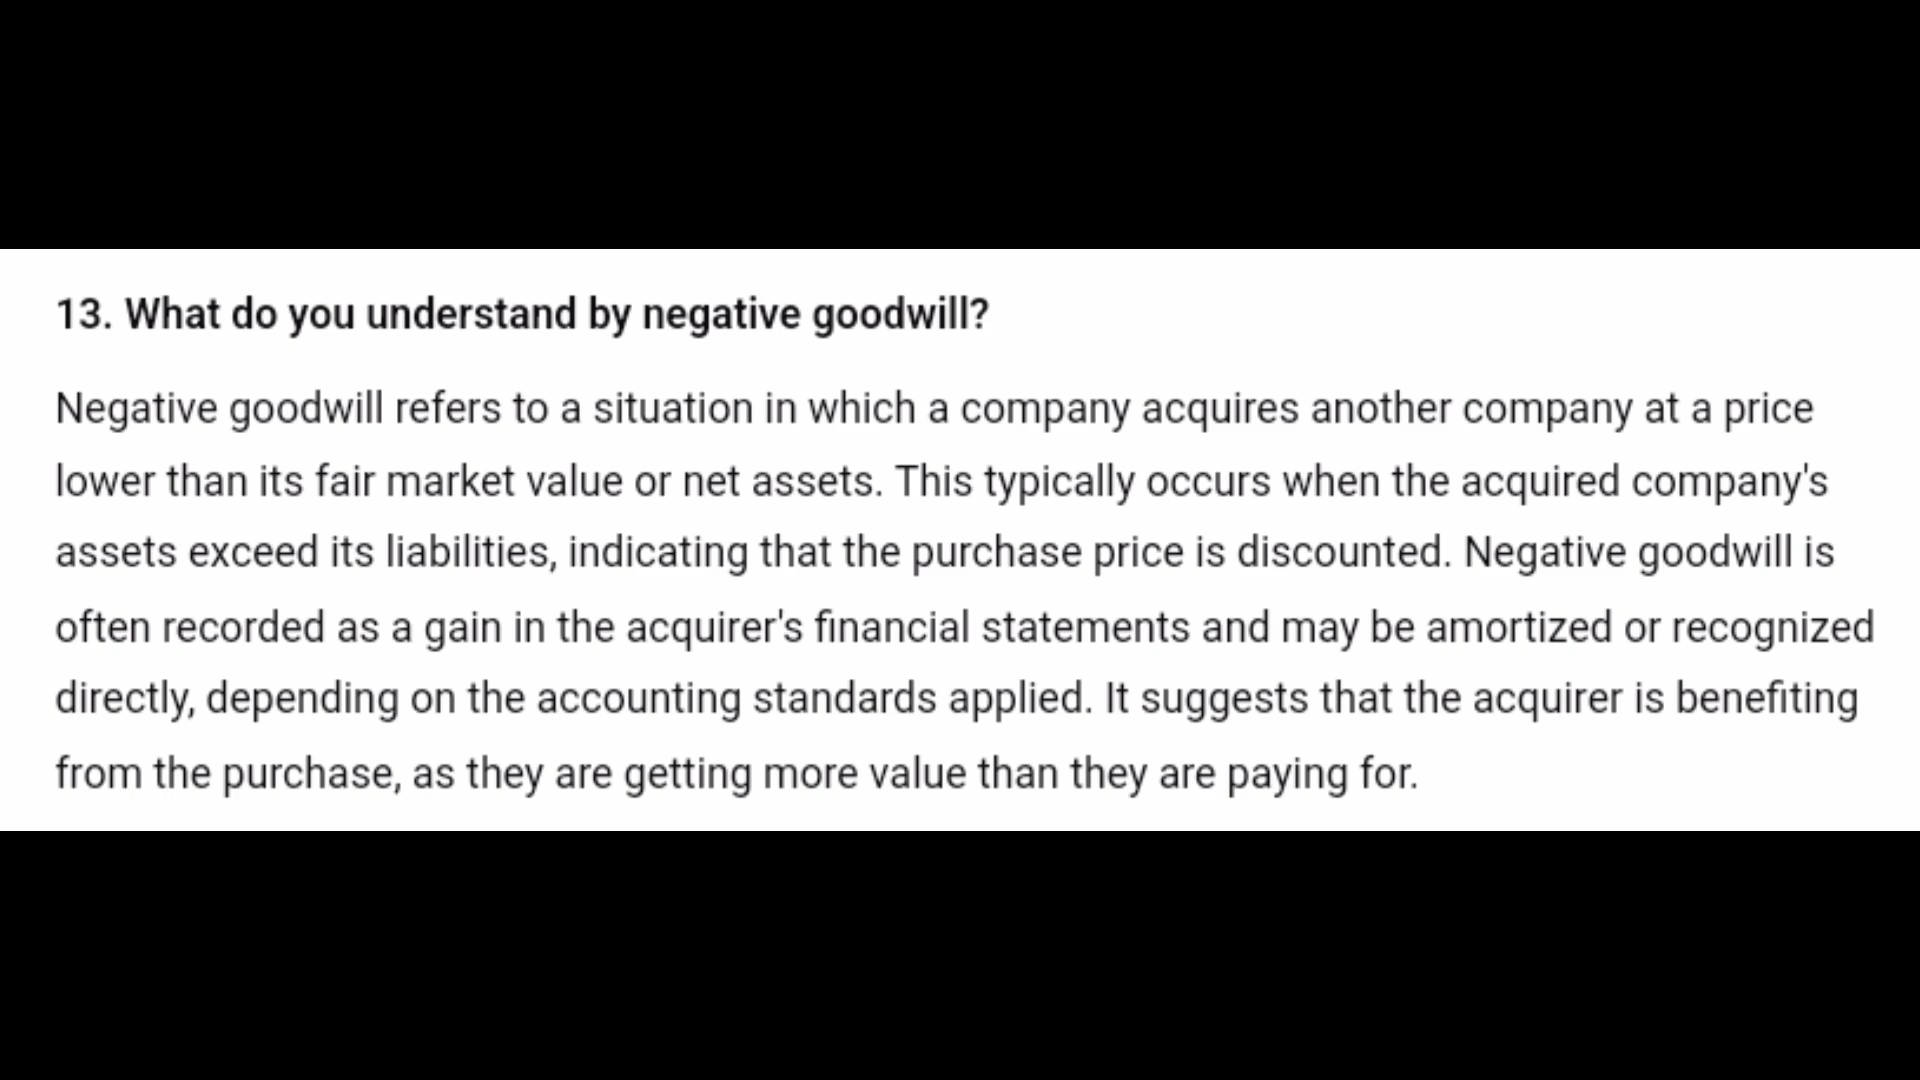 13. What do you understand by negative goodwill?
Negative goodwill refers to a situation in which a company acquires another company at a price
lower than its fair market value or net assets. This typically occurs when the acquired company's
assets exceed its liabilities, indicating that the purchase price is discounted. Negative goodwill is
often recorded as a gain in the acquirer's financial statements and may be amortized or recognized
directly, depending on the accounting standards applied. It suggests that the acquirer is benefiting
from the purchase, as they are getting more value than they are paying for.